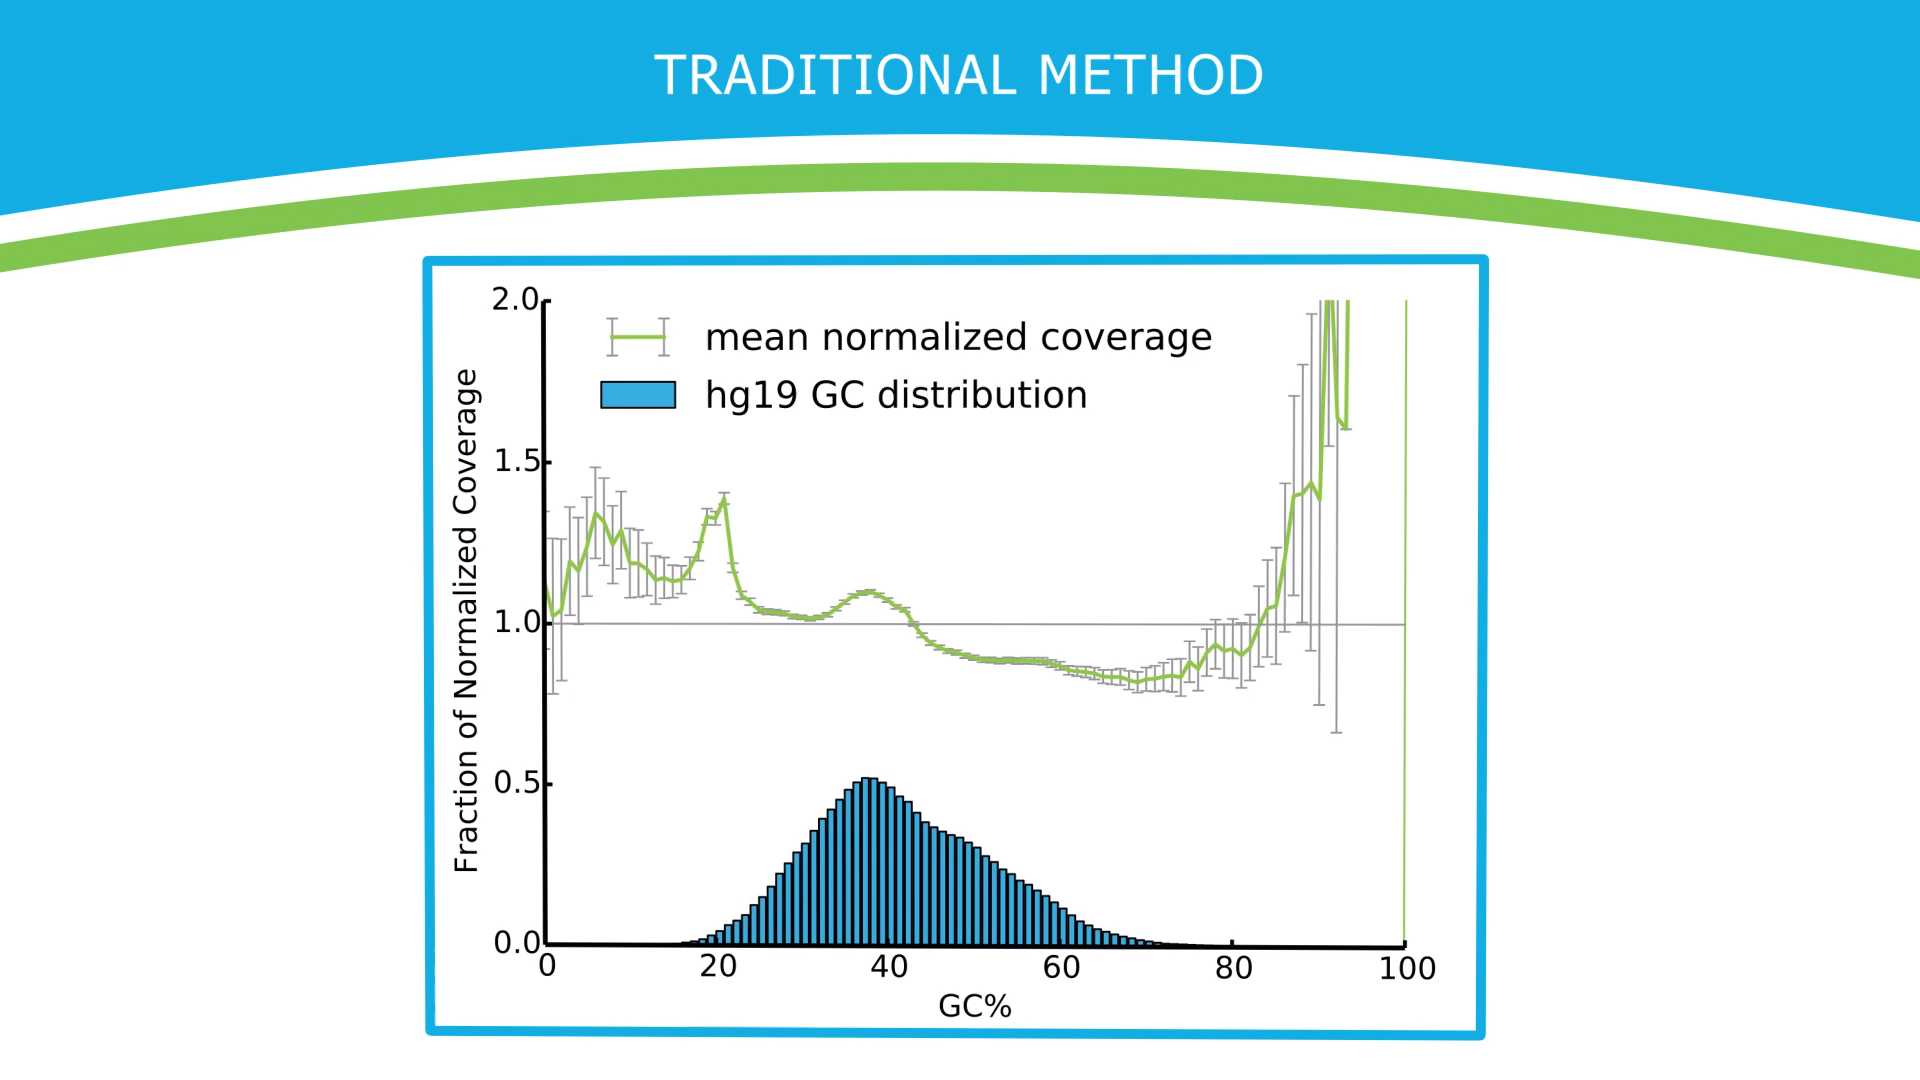 TRADITIONAL METHOD
2.0
mean normalized coverage
hg19 GC distribution
1.5
1.0
0.5
0.0
Fraction of Normalized Coverage
0 20 40 60 80 100
GC%